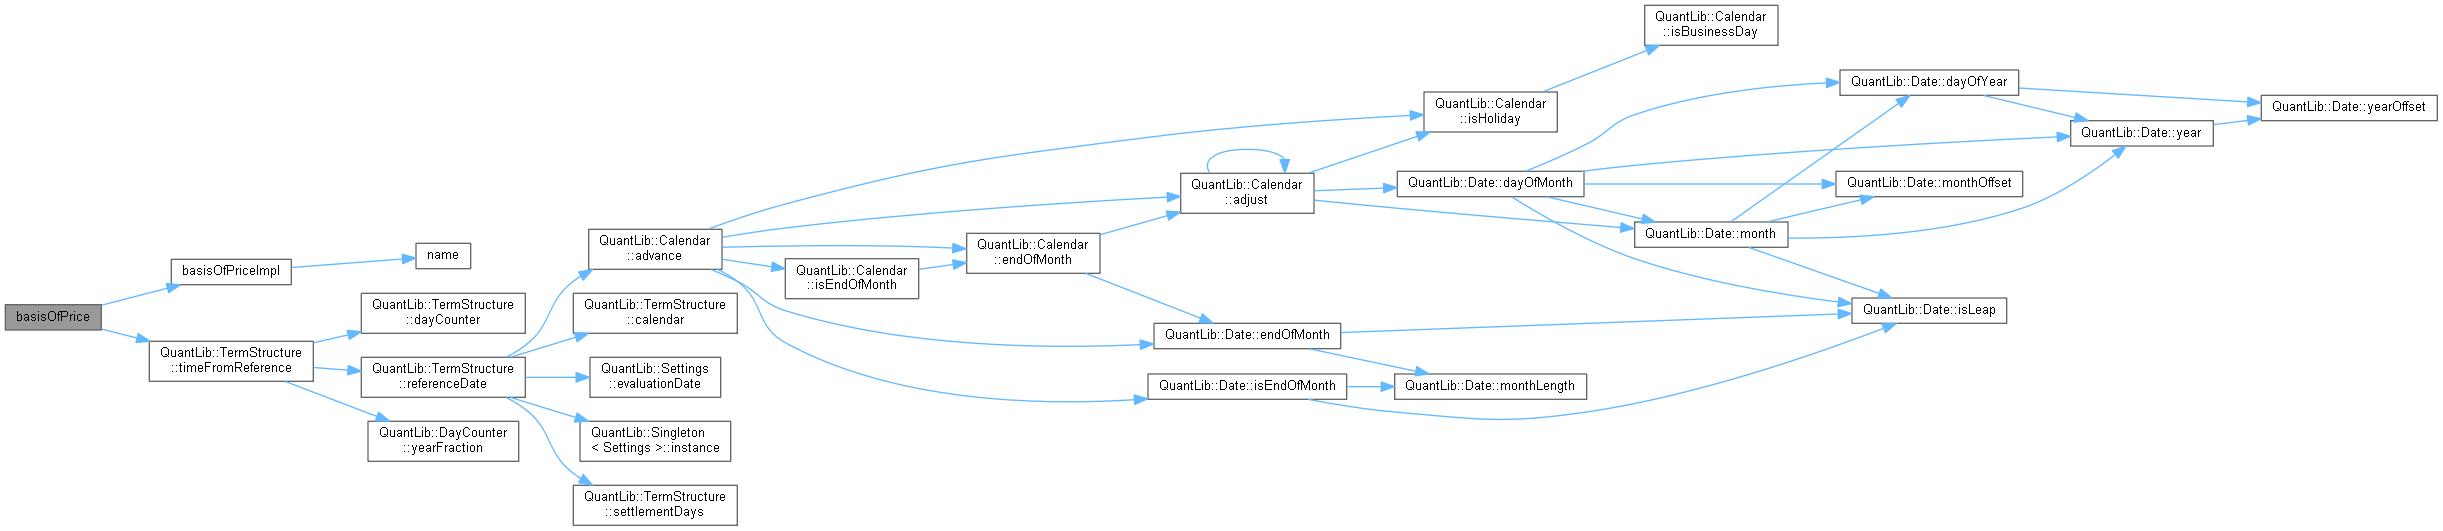 basisOfPrice
basisOfPriceImpl
name
QuantLib::TermStructure
::timeFromReference
QuantLib::TermStructure
::dayCounter
QuantLib::TermStructure
::referenceDate
QuantLib::DayCounter
::yearFraction
QuantLib::Calendar
::advance
QuantLib::TermStructure
::calendar
QuantLib::Settings
::evaluationDate
QuantLib::Singleton
< Settings >::instance
QuantLib::TermStructure
::settlementDays
QuantLib::Calendar
::isEndOfMonth
QuantLib::Calendar
::endOfMonth
QuantLib::Calendar
::adjust
QuantLib::Date::endOfMonth
QuantLib::Date::isEndOfMonth
QuantLib::Calendar
::isHoliday
QuantLib::Calendar
::isBusinessDay
QuantLib::Date::dayOfMonth
QuantLib::Date::monthLength
QuantLib::Date::month
QuantLib::Date::dayOfYear
QuantLib::Date::monthOffset
QuantLib::Date::isLeap
QuantLib::Date::year
QuantLib::Date::yearOffset